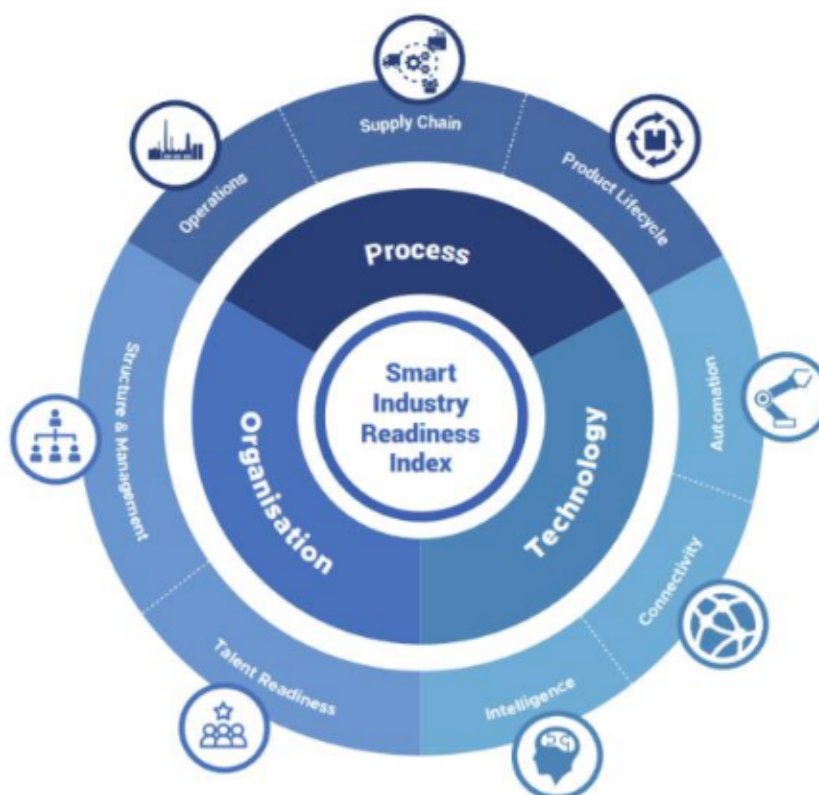 Supply Chain
Operations
Product Lifecycle
Process
Smart
Industry
Readiness
Index
Structure & Management
Organisation
Technology
Automation
Connectivity
Talent Readiness
Intelligence